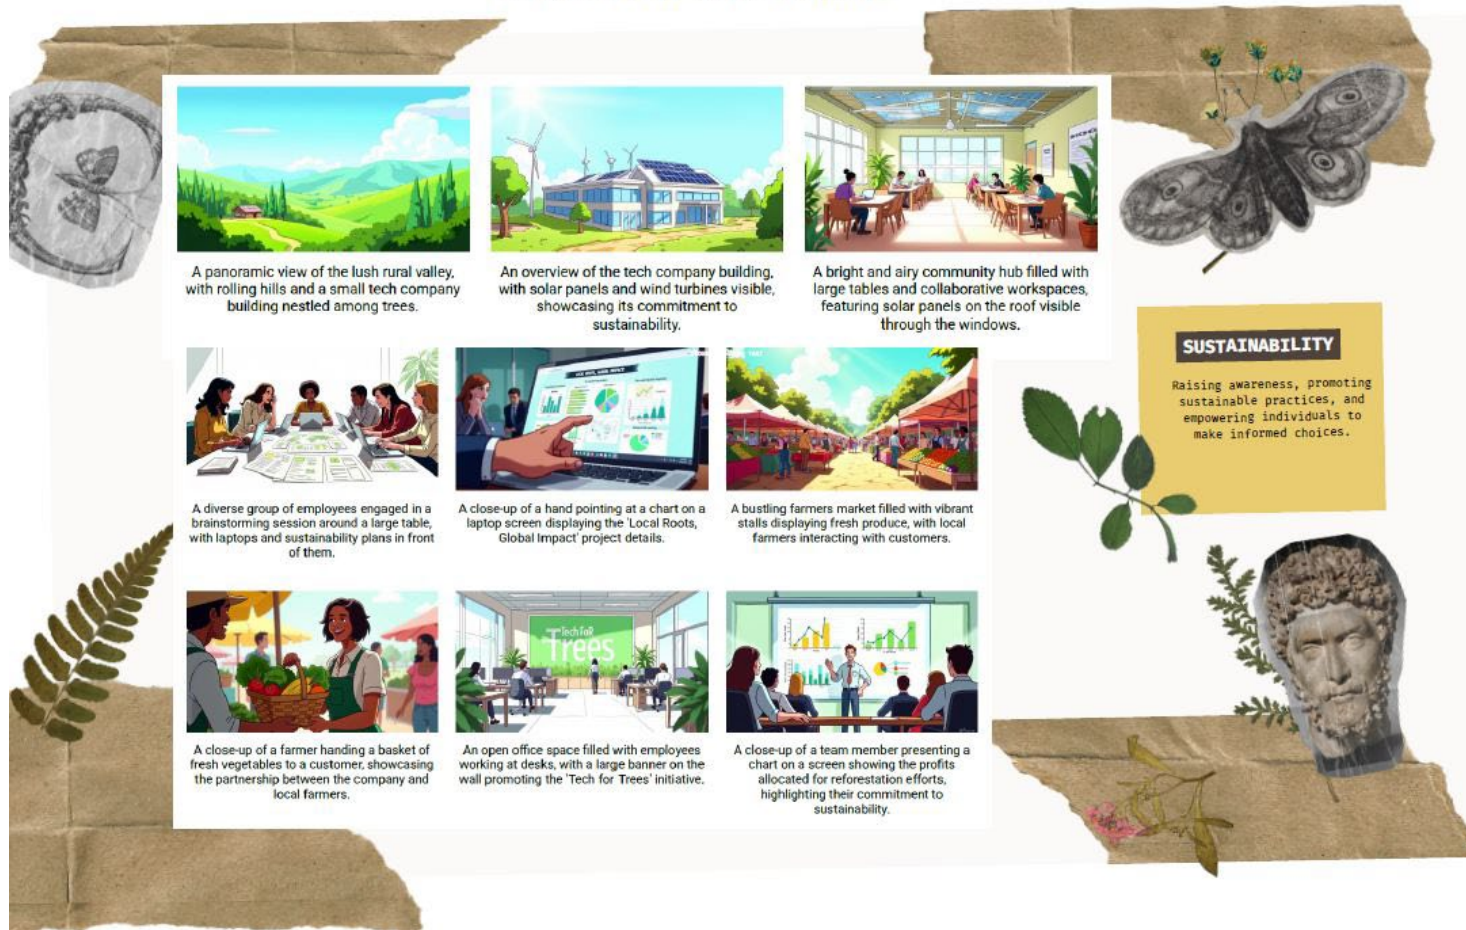 A panoramic view of the lush rural valley,
with rolling hills and a small tech company
building nestled among trees.
An overview of the tech company building,
with solar panels and wind turbines visible,
showcasing its commitment to
sustainability.
A bright and airy community hub filled with
large tables and collaborative workspaces,
featuring solar panels on the roof visible
through the windows.
SUSTAINABILITY
Raising awareness, promoting
sustainable practices, and
empowering individuals to
make informed choices.
A diverse group of employees engaged in a
brainstorming session around a large table,
with laptops and sustainability plans in front
of them.
A close-up of a hand pointing at a chart on a
laptop screen displaying the 'Local Roots,
Global Impact' project details.
A bustling farmers market filled with vibrant
stalls displaying fresh produce, with local
farmers interacting with customers.
Tech FoR
Trees
A close-up of a farmer handing a basket of
fresh vegetables to a customer, showcasing
the partnership between the company and
local farmers.
An open office space filled with employees
working at desks, with a large banner on the
wall promoting the 'Tech for Trees' initiative.
A close-up of a team member presenting a
chart on a screen showing the profits
allocated for reforestation efforts,
highlighting their commitment to
sustainability.